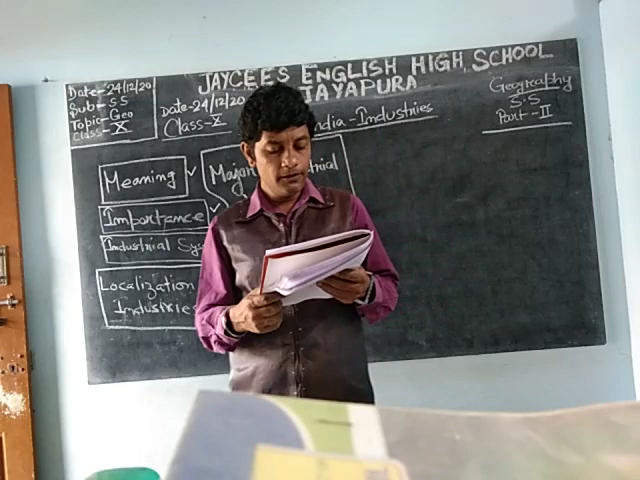 JAYCEES ENGLISH HIGH SCHOOL
JAYAPURA
Date-24/12/20
Sub-S.S
Topic-Geo
Class-X
Date-24/12/20
Class-X
India-Industries
Geography
S.S
Part-II
Meaning
Major
Importance
Industrial
Localization
Industries